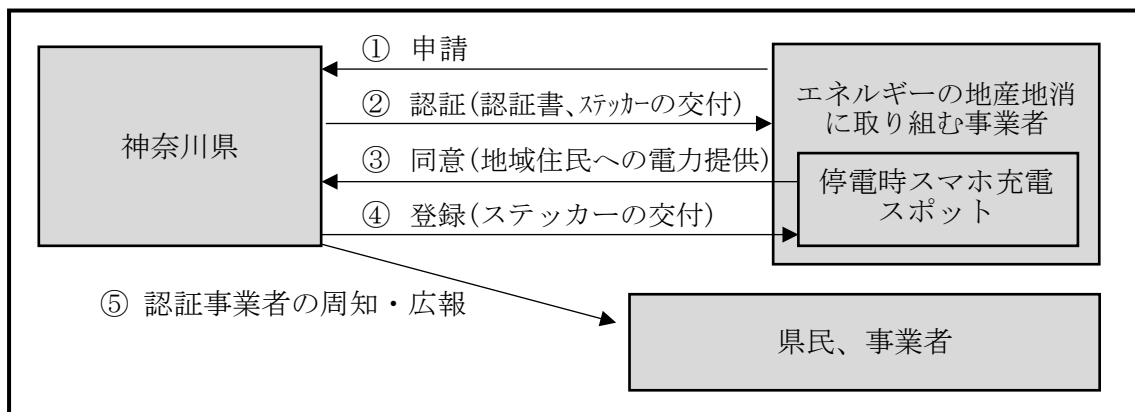 神奈川県
① 申請
② 認証(認証書、ｽﾃｯｶｰの交付)
③ 同意(地域住民への電力提供)
④ 登録(ステッカーの交付)
エネルギーの地産地消
に取り組む事業者
停電時スマホ充電
スポット
⑤ 認証事業者の周知・広報
県民、事業者